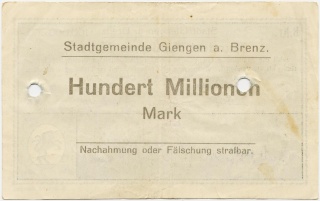 Stadtgemeinde Giengen a. Brenz.
Hundert Millionen
Mark
Nachahmung oder Fälschung strafbar.